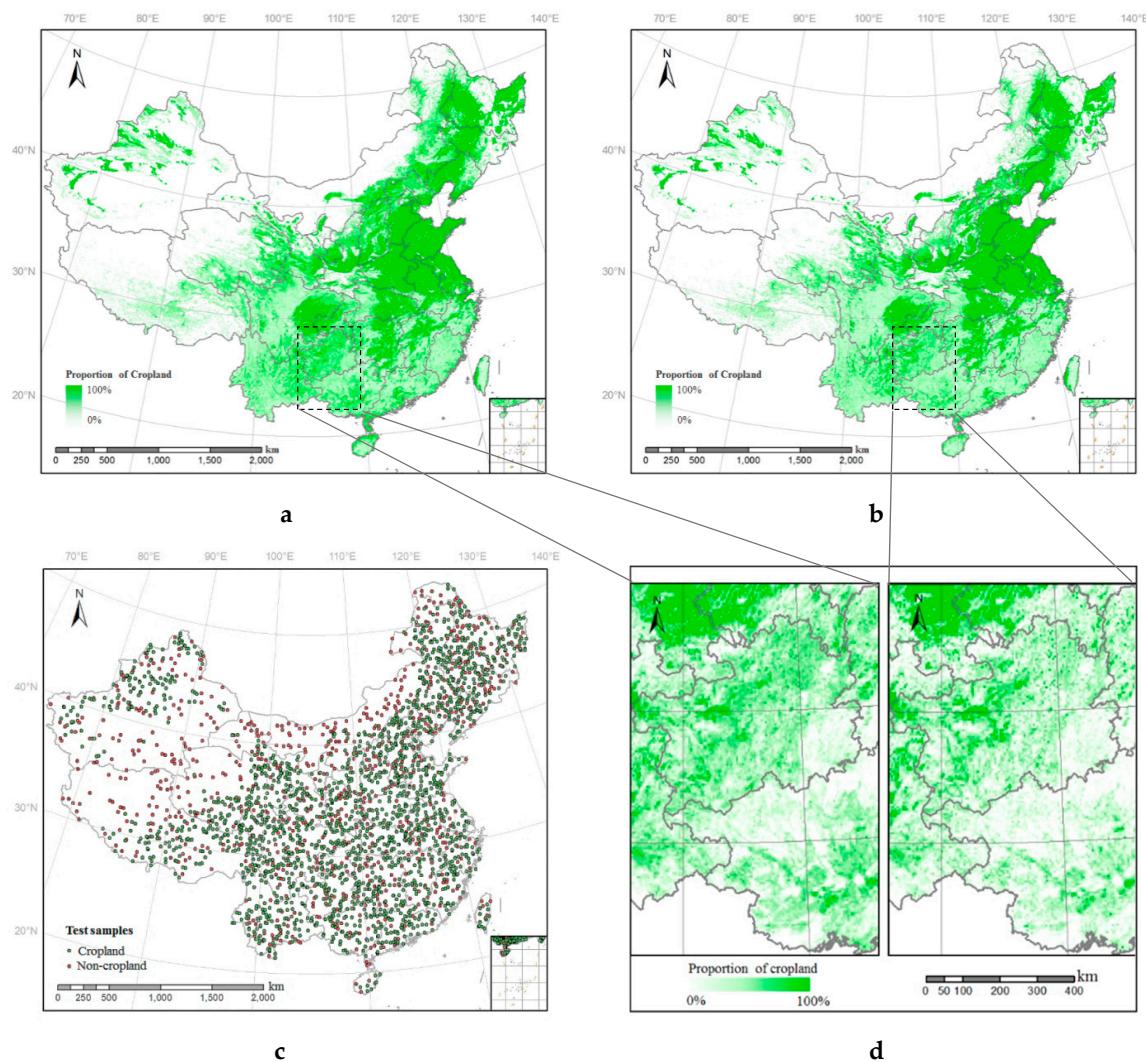 70°E 80°E 90°E 100°E 110°E 120°E 130°E 140°E
N
40°N
30°N
20°N
Proportion of Cropland
100%
0%
km
0 250 500 1,000 1,500 2,000
a
70°E 80°E 90°E 100°E 110°E 120°E 130°E 140°E
N
40°N
30°N
20°N
Proportion of Cropland
100%
0%
km
0 250 500 1,000 1,500 2,000
b
70°E 80°E 90°E 100°E 110°E 120°E 130°E 140°E
N
40°N
30°N
20°N
Test samples
Cropland
Non-cropland
km
0 250 500 1,000 1,500 2,000
c
N
N
Proportion of cropland
0% 100%
km
0 50 100 200 300 400
d